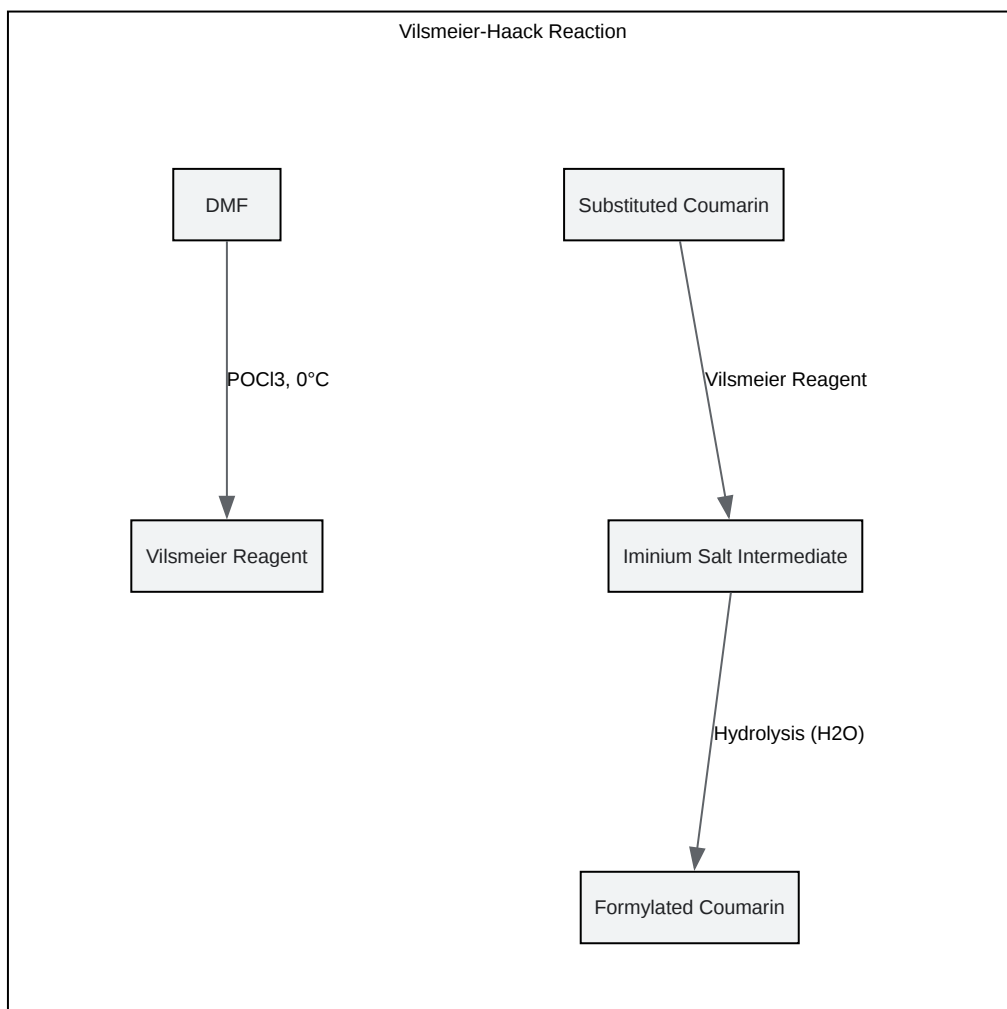 Vilsmeier-Haack Reaction
DMF
Substituted Coumarin
POCl3, 0°C
Vilsmeier Reagent
Vilsmeier Reagent
Iminium Salt Intermediate
Hydrolysis (H2O)
Formylated Coumarin